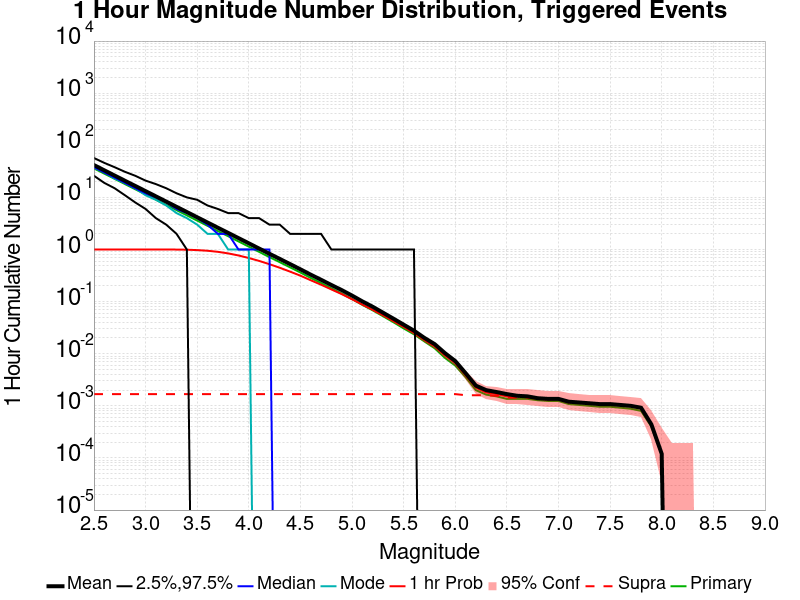 1 Hour Magnitude Number Distribution, Triggered Events
10^4
10^3
10^2
10^1
10^0
10^-1
10^-2
10^-3
10^-4
10^-5
1 Hour Cumulative Number
2.5 3.0 3.5 4.0 4.5 5.0 5.5 6.0 6.5 7.0 7.5 8.0 8.5 9.0
Magnitude
Mean 2.5%,97.5% Median Mode 1 hr Prob 95% Conf Supra Primary